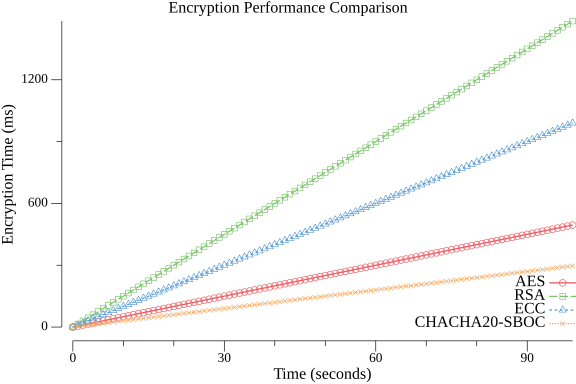 Encryption Performance Comparison
Encryption Time (ms)
1200
600
0
0 30 60 90
Time (seconds)
AES
RSA
ECC
CHACHA20-SBOC